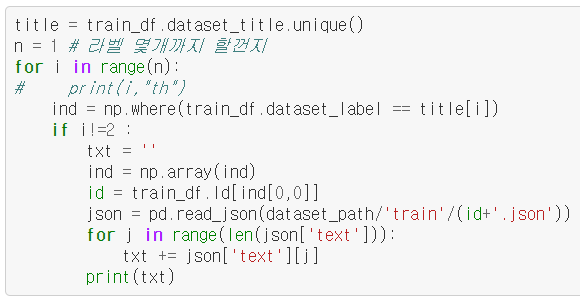 title = train_df.dataset_title.unique()
n = 1 # 라벨 몇개까지 할껀지
for i in range(n):
#     print(i,"th")
    ind = np.where(train_df.dataset_label == title[i])
    if i!=2 :
        txt = ''
        ind = np.array(ind)
        id = train_df.Id[ind[0,0]]
        json = pd.read_json(dataset_path/'train'/(id+'.json'))
        for j in range(len(json['text'])):
            txt += json['text'][j]
        print(txt)